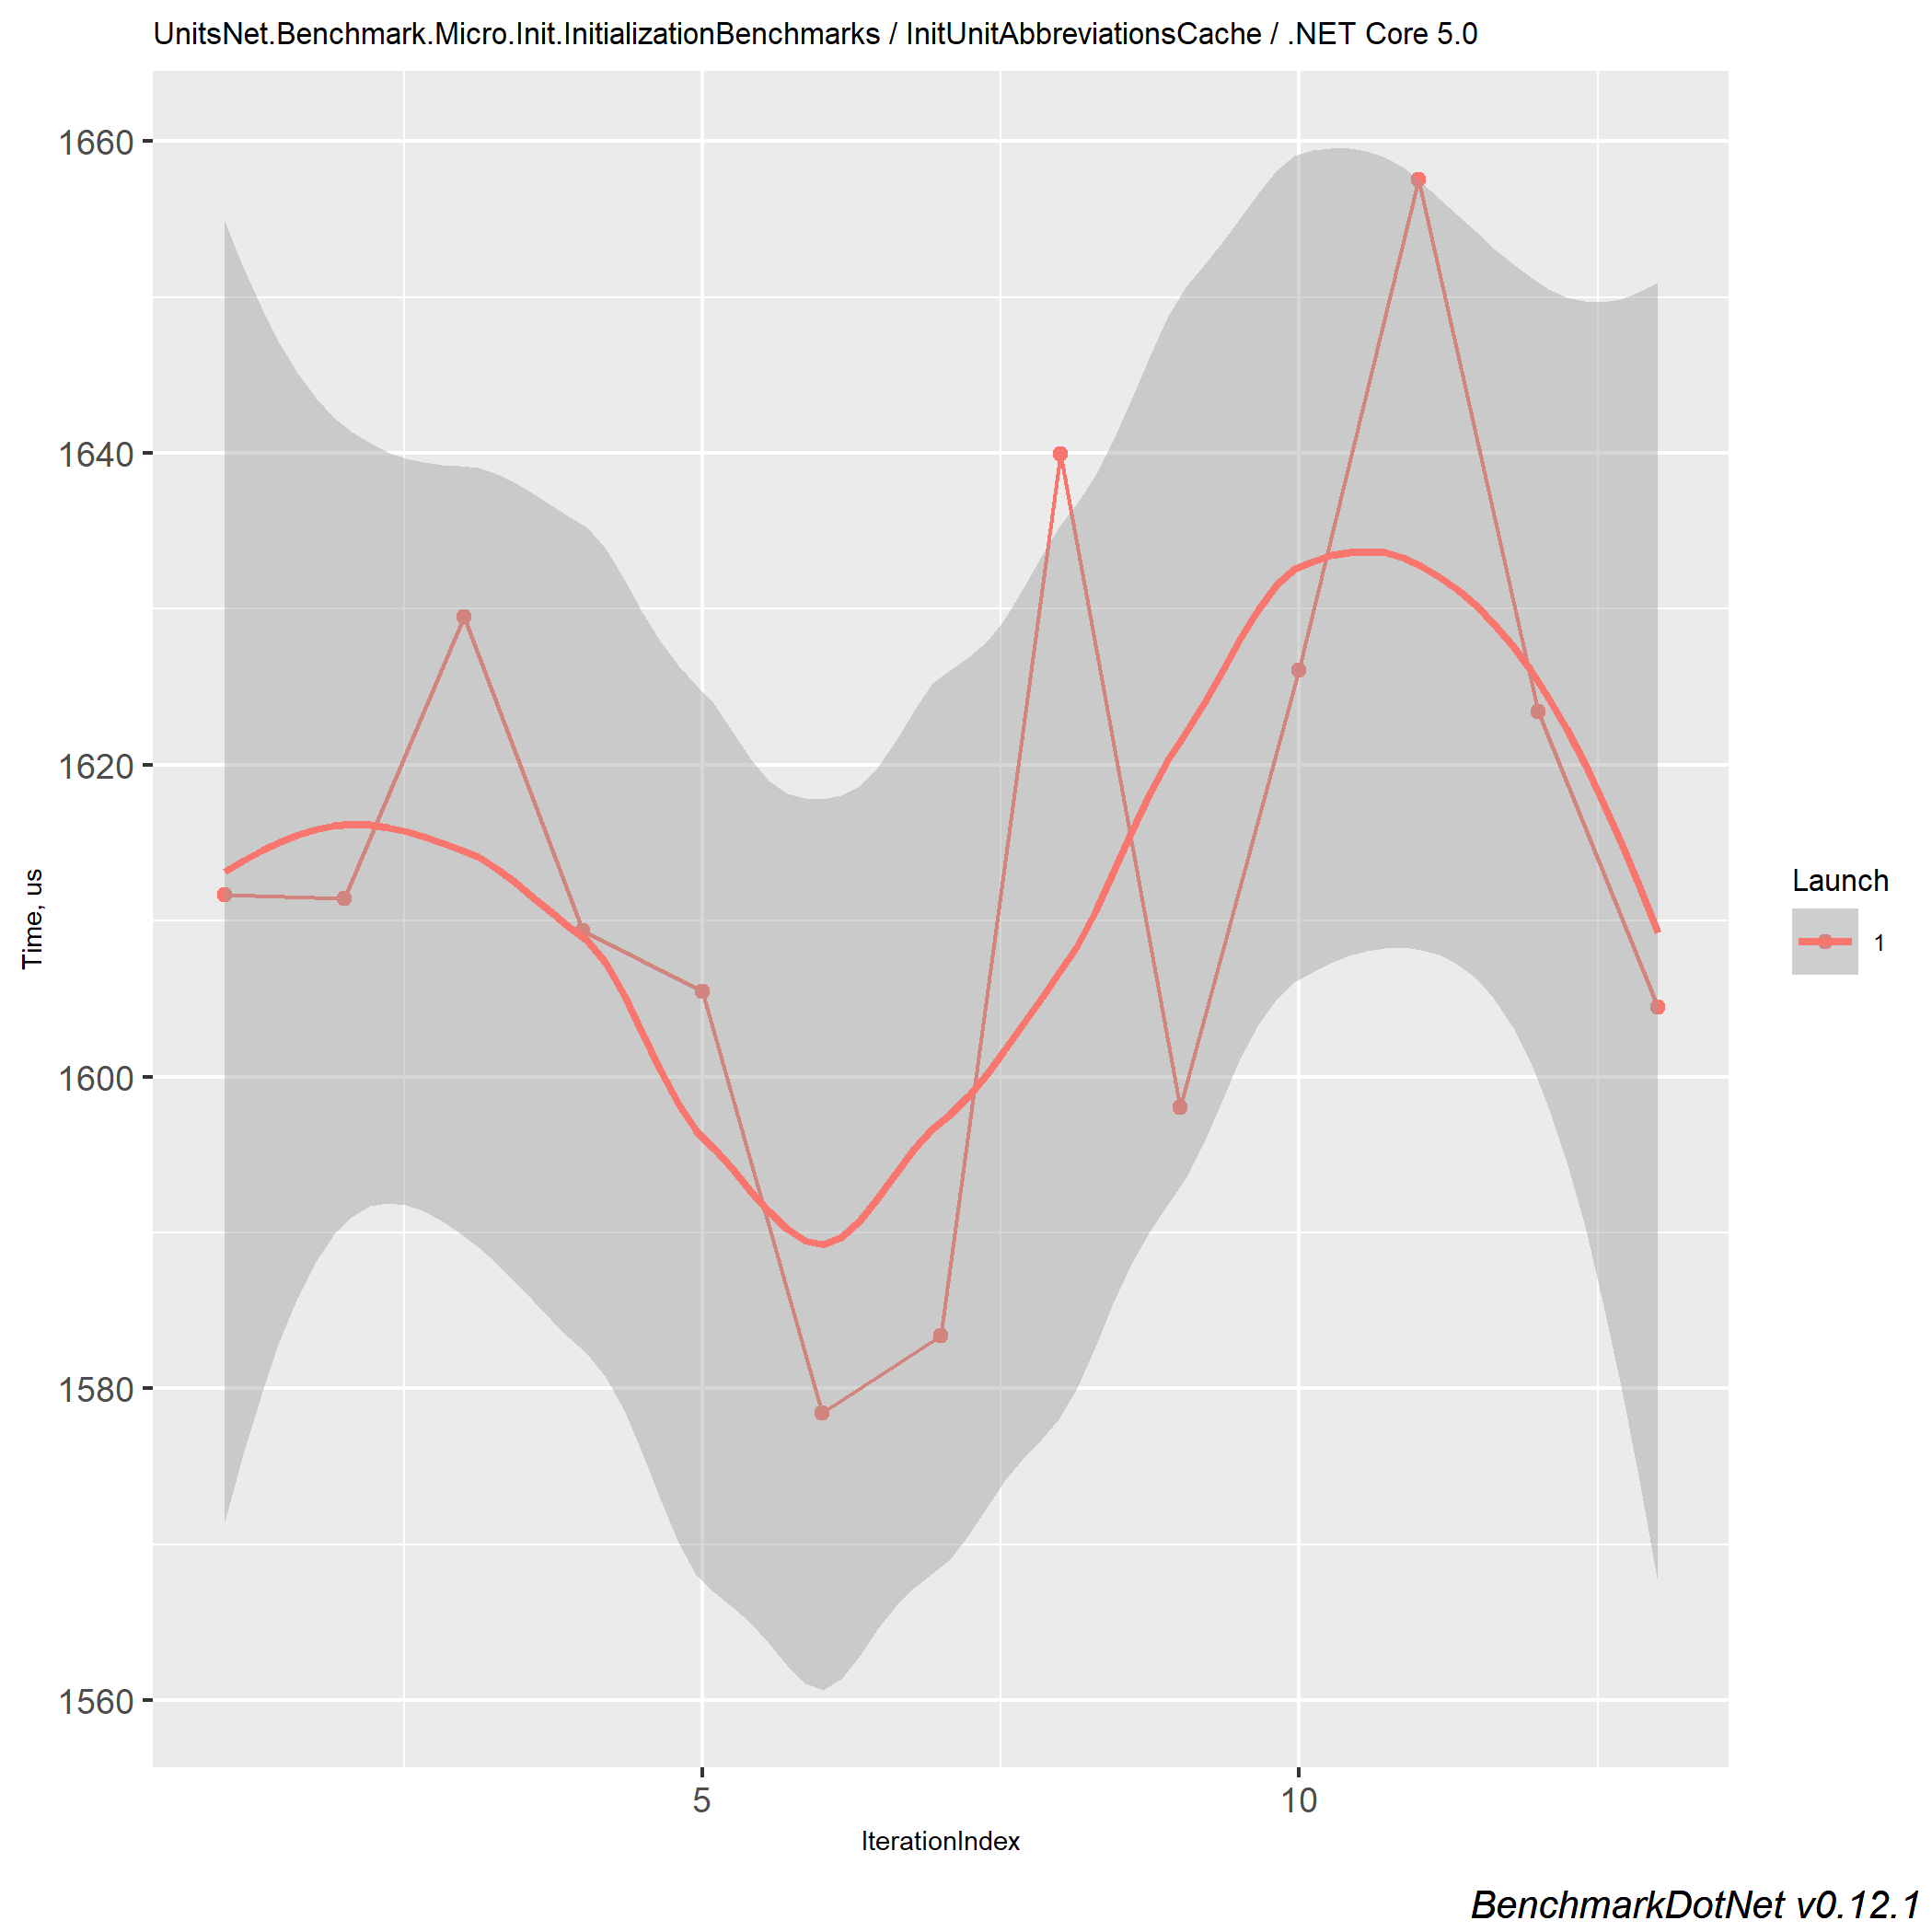 UnitsNet.Benchmark.Micro.Init.InitializationBenchmarks / InitUnitAbbreviationsCache / .NET Core 5.0
1660
1640
1620
1600
1580
1560
Time, us
5
10
IterationIndex
Launch
1
BenchmarkDotNet v0.12.1